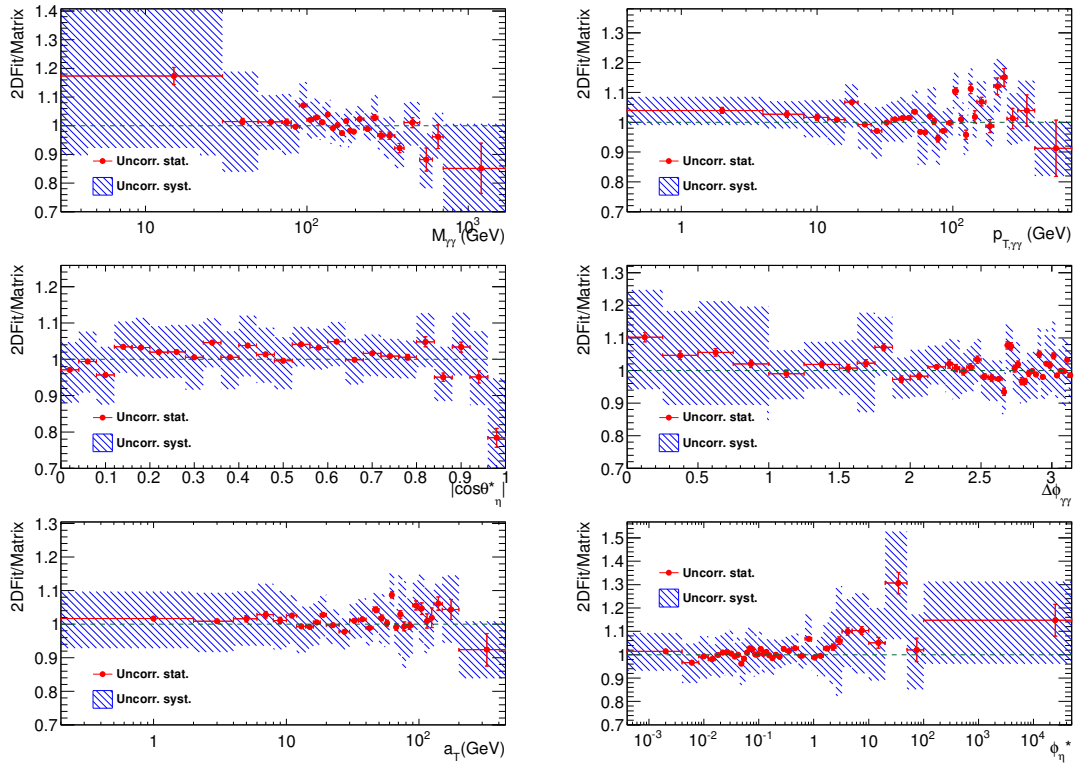 2DFit/Matrix
1.4
1.3
1.2
1.1
1
0.9
0.8
0.7
Uncorr. stat.
Uncorr. syst.
10
10²
10³
M_γγ (GeV)
2DFit/Matrix
1.4
1.3
1.2
1.1
1
0.9
0.8
0.7
Uncorr. stat.
Uncorr. syst.
1
10
10²
p_T,γγ (GeV)
2DFit/Matrix
1.2
1.1
1
0.9
0.8
0.7
Uncorr. stat.
Uncorr. syst.
0 0.1 0.2 0.3 0.4 0.5 0.6 0.7 0.8 0.9 1
|cosθ*_η|
2DFit/Matrix
1.3
1.2
1.1
1
0.9
0.8
0.7
Uncorr. stat.
Uncorr. syst.
0 0.5 1 1.5 2 2.5 3
Δϕ_γγ
2DFit/Matrix
1.3
1.2
1.1
1
0.9
0.8
0.7
Uncorr. stat.
Uncorr. syst.
1
10
10²
a_T (GeV)
2DFit/Matrix
1.5
1.4
1.3
1.2
1.1
1
0.9
0.8
0.7
Uncorr. stat.
Uncorr. syst.
10⁻³ 10⁻² 10⁻¹ 1 10 10² 10³ 10⁴
ϕ_η*